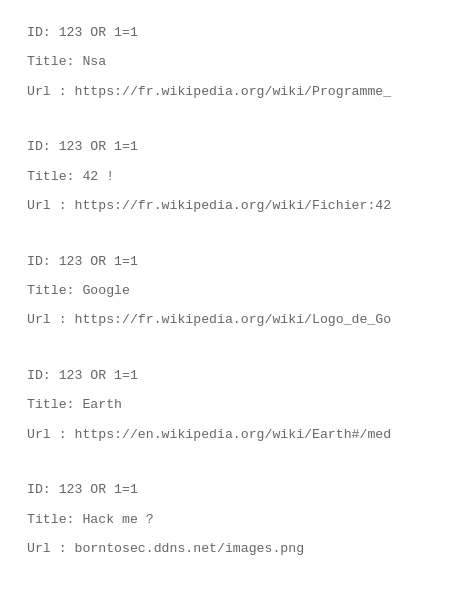 ID: 123 OR 1=1
Title: Nsa
Url : https://fr.wikipedia.org/wiki/Programme_
ID: 123 OR 1=1
Title: 42 !
Url : https://fr.wikipedia.org/wiki/Fichier:42
ID: 123 OR 1=1
Title: Google
Url : https://fr.wikipedia.org/wiki/Logo_de_Go
ID: 123 OR 1=1
Title: Earth
Url : https://en.wikipedia.org/wiki/Earth#/med
ID: 123 OR 1=1
Title: Hack me ?
Url : borntosec.ddns.net/images.png